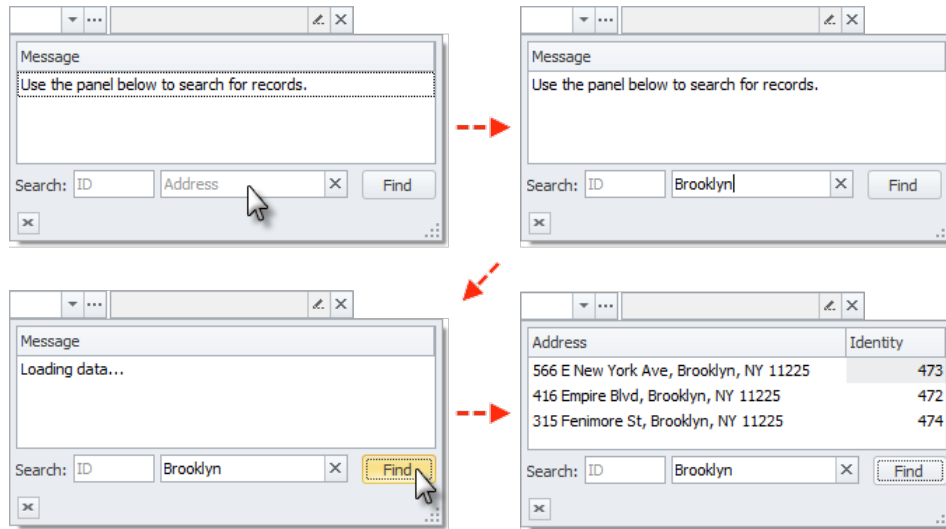 Message
Use the panel below to search for records.
Search: ID Address Find
Message
Use the panel below to search for records.
Search: ID Brooklyn Find
Message
Loading data...
Search: ID Brooklyn Find
Address Identity
566 E New York Ave, Brooklyn, NY 11225 473
416 Empire Blvd, Brooklyn, NY 11225 472
315 Fenimore St, Brooklyn, NY 11225 474
Search: ID Brooklyn Find